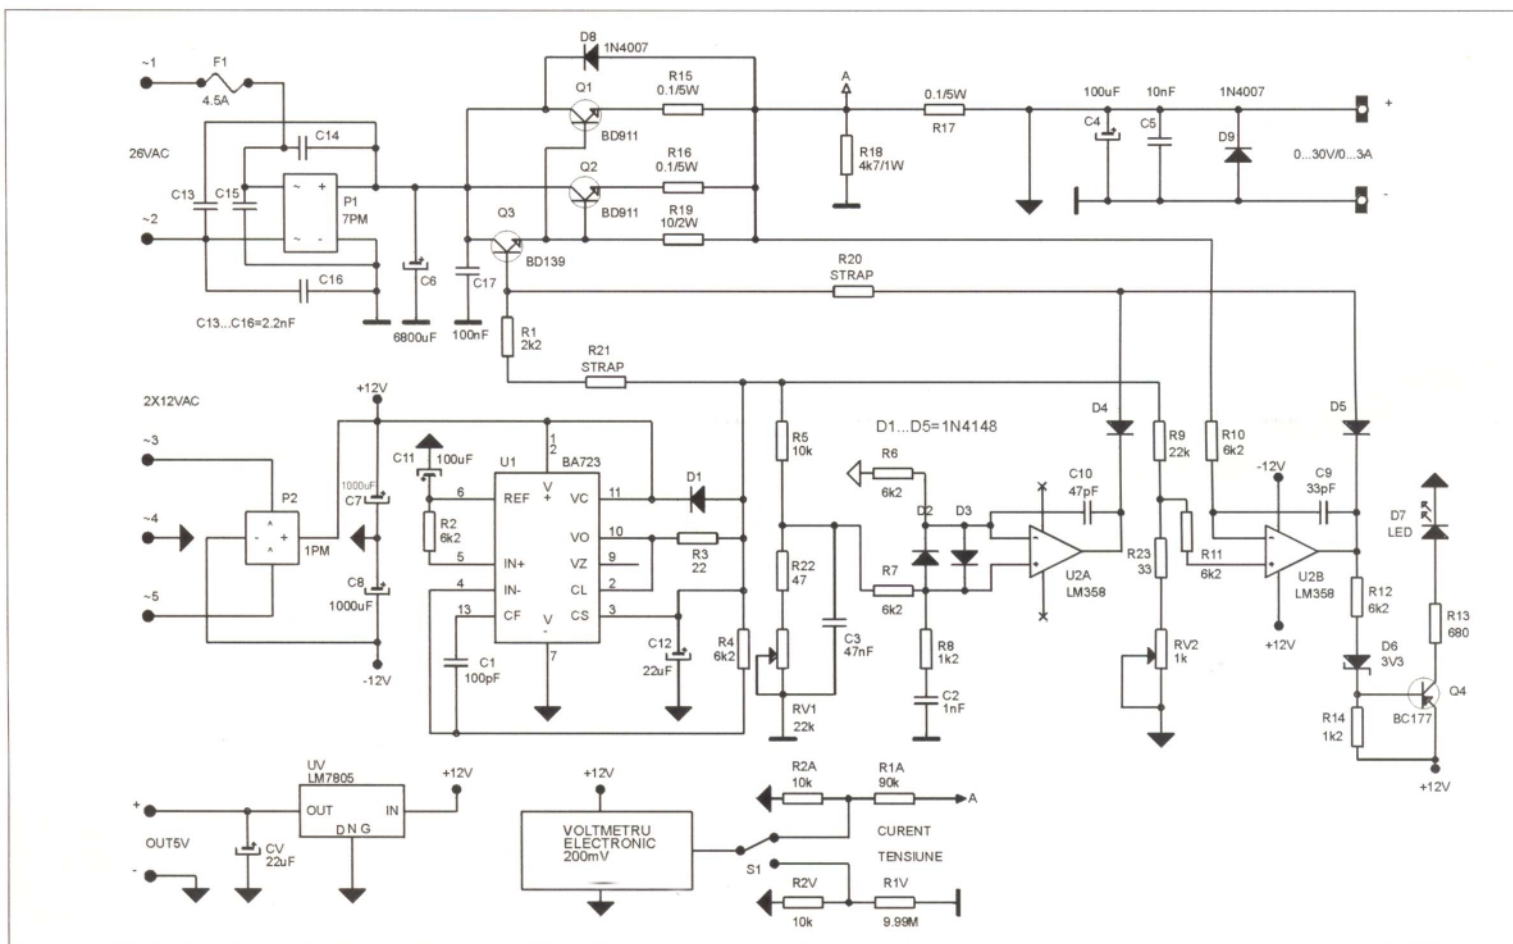 D8
1N4007
~1
F1
4.5A
Q1
BD911
R15
0.1/5W
A
0.1/5W
R17
100uF
10nF
1N4007
+
C4
C5
D9
C14
26VAC
R18
4k7/1W
0...30V/0...3A
R16
0.1/5W
Q2
BD911
C13
C15
~
+
~
-
P1
7PM
R19
10/2W
-
~2
Q3
BD139
C16
C6
C17
R20
STRAP
C13...C16=2.2nF
6800uF
100nF
R1
2k2
R21
STRAP
2X12VAC
+12V
~3
1
2
C11
100uF
U1
BA723
R5
10k
D1...D5=1N4148
D4
D5
R9
22k
R10
6k2
R6
6k2
C10
47pF
-12V
C9
33pF
1000uF
C7
P2
6
REF
V
+
VC
11
D1
~4
^
-
+
^
1PM
R2
6k2
VO
10
R3
22
D2
D3
D7
LED
5
IN+
VZ
9
-
+
U2A
LM358
R23
33
R11
6k2
-
+
U2B
LM358
C8
1000uF
4
IN-
CL
2
R22
47
R7
6k2
R12
6k2
~5
13
CF
V
-
CS
3
C12
22uF
R4
6k2
C3
47nF
R8
1k2
+12V
R13
680
C1
100pF
7
RV2
1k
D6
3V3
-12V
RV1
22k
C2
1nF
R14
1k2
BC177
Q4
UV
LM7805
+12V
+12V
R2A
10k
R1A
90k
A
+12V
+
OUT
IN
DNG
OUT5V
CV
22uF
-
VOLTMETRU
ELECTRONIC
200mV
S1
CURENT
TENSIUNE
R2V
10k
R1V
9.99M